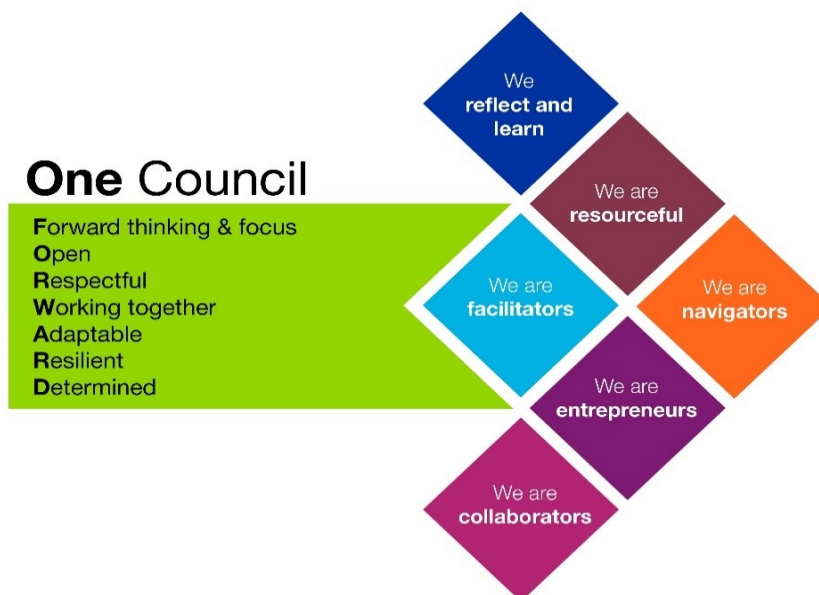 One Council
Forward thinking & focus
Open
Respectful
Working together
Adaptable
Resilient
Determined
We
reflect and
learn
We are
resourceful
We are
facilitators
We are
navigators
We are
entrepreneurs
We are
collaborators